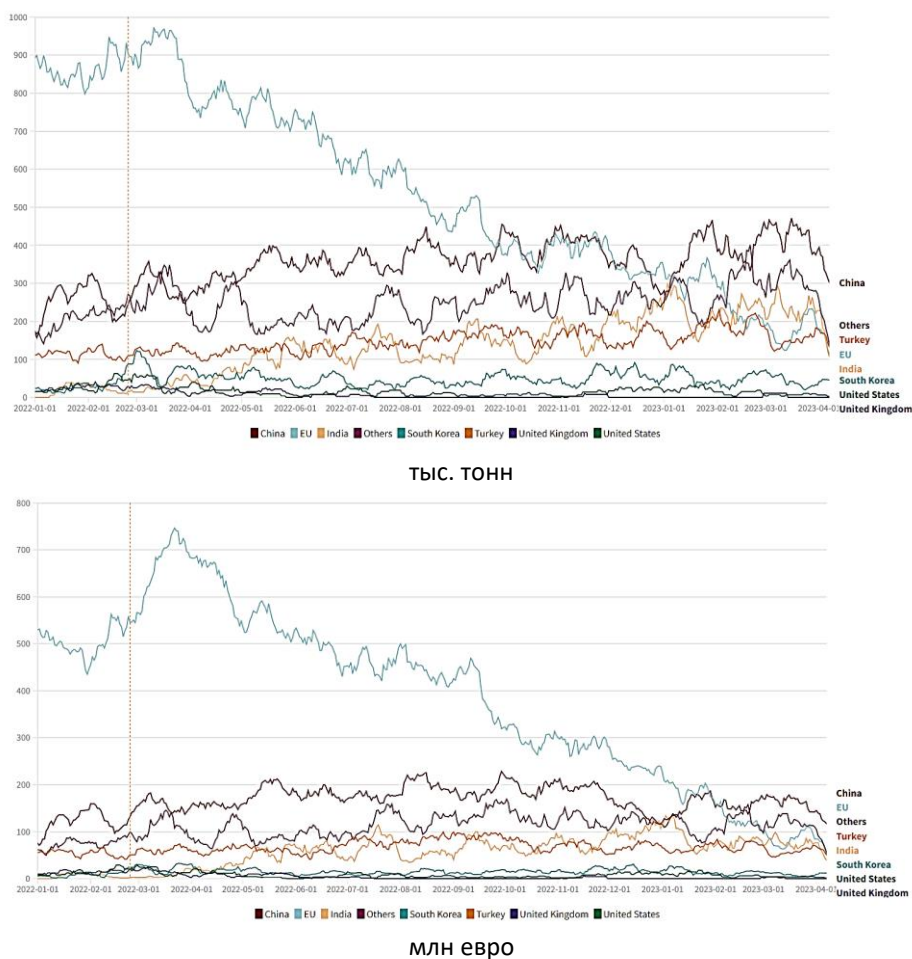 1000
900
800
700
600
500
400
300
200
100
0
China
Others
Turkey
EU
India
South Korea
United States
United Kingdom
2022-01-01 2022-02-01 2022-03-01 2022-04-01 2022-05-01 2022-06-01 2022-07-01 2022-08-01 2022-09-01 2022-10-01 2022-11-01 2022-12-01 2023-01-01 2023-02-01 2023-03-01 2023-04-01
China EU India Others South Korea Turkey United Kingdom United States
тыс. тонн
800
700
600
500
400
300
200
100
0
China
EU
Others
Turkey
India
South Korea
United States
United Kingdom
2022-01-01 2022-02-01 2022-03-01 2022-04-01 2022-05-01 2022-06-01 2022-07-01 2022-08-01 2022-09-01 2022-10-01 2022-11-01 2022-12-01 2023-01-01 2023-02-01 2023-03-01 2023-04-01
China EU India Others South Korea Turkey United Kingdom United States
млн евро